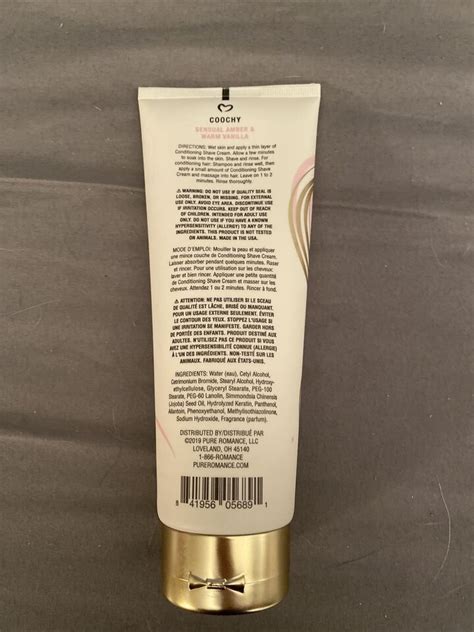 COOCHY
SENSUAL AMBER &
WARM VANILLA
DIRECTIONS: Wet skin and apply a thin layer of
Conditioning Shave Cream. Allow a few minutes
to soak into the skin. Shave and rinse. For
conditioning hair: Shampoo and rinse well, then
apply a small amount of Conditioning Shave Cream
and massage into hair. Leave on 1 to 2
minutes. Rinse thoroughly.
WARNING: DO NOT USE IF QUALITY SEAL IS
LOOSE, BROKEN, OR MISSING. FOR EXTERNAL
USE ONLY. AVOID EYE AREA. DISCONTINUE USE
IF IRRITATION OCCURS. KEEP OUT OF REACH
OF CHILDREN. INTENDED FOR ADULT USE
ONLY. DO NOT USE IF YOU HAVE A KNOWN
HYPERSENSITIVITY (ALLERGY) TO ANY OF THE
INGREDIENTS. THIS PRODUCT IS NOT TESTED
ON ANIMALS. MADE IN THE USA.
MODE D'EMPLOI: Mouiller la peau et appliquer
une mince couche de Conditioning Shave Cream.
Laisser absorber pendant quelques minutes. Raser
et rincer. Pour une utilisation sur les cheveux:
laver et bien rincer. Appliquer une petite quantité
de Conditioning Shave Cream et masser dans les
cheveux. Attendez 1 ou 2 minutes. Rincer à fond.
ATTENTION: NE PAS UTILISER SI LE SCEAU
DE QUALITÉ EST LÂCHE, BRISÉ OU MANQUANT.
POUR UN USAGE EXTERNE SEULEMENT. ÉVITER
LE CONTOUR DES YEUX. STOPPEZ L'USAGE SI
UNE IRRITATION SE MANIFESTE. GARDER HORS
DE PORTÉE DES ENFANTS. PRODUIT DESTINÉ AUX
ADULTES. N'UTILISEZ PAS CE PRODUIT SI VOUS
AVEZ UNE HYPERSENSIBILITÉ CONNUE (ALLERGIE)
À L'UN DES INGRÉDIENTS. NON-TESTÉ SUR LES
ANIMAUX. FABRIQUÉ AUX ÉTATS-UNIS.
INGREDIENTS: Water (eau), Cetyl Alcohol,
Cetrimonium Bromide, Stearyl Alcohol, Hydroxy-
ethylcellulose, Glyceryl Stearate, PEG-100
Stearate, PEG-60 Lanolin, Simmondsia Chinensis
(Jojoba) Seed Oil, Hydrolyzed Keratin, Panthenol,
Allantoin, Phenoxyethanol, Methylisothiazolinone,
Sodium Hydroxide, Fragrance (parfum).
DISTRIBUTED BY/DISTRIBUÉ PAR
©2019 PURE ROMANCE, LLC
LOVELAND, OH 45140
1-866-ROMANCE
PUREROMANCE.COM
8 41956 05689 1